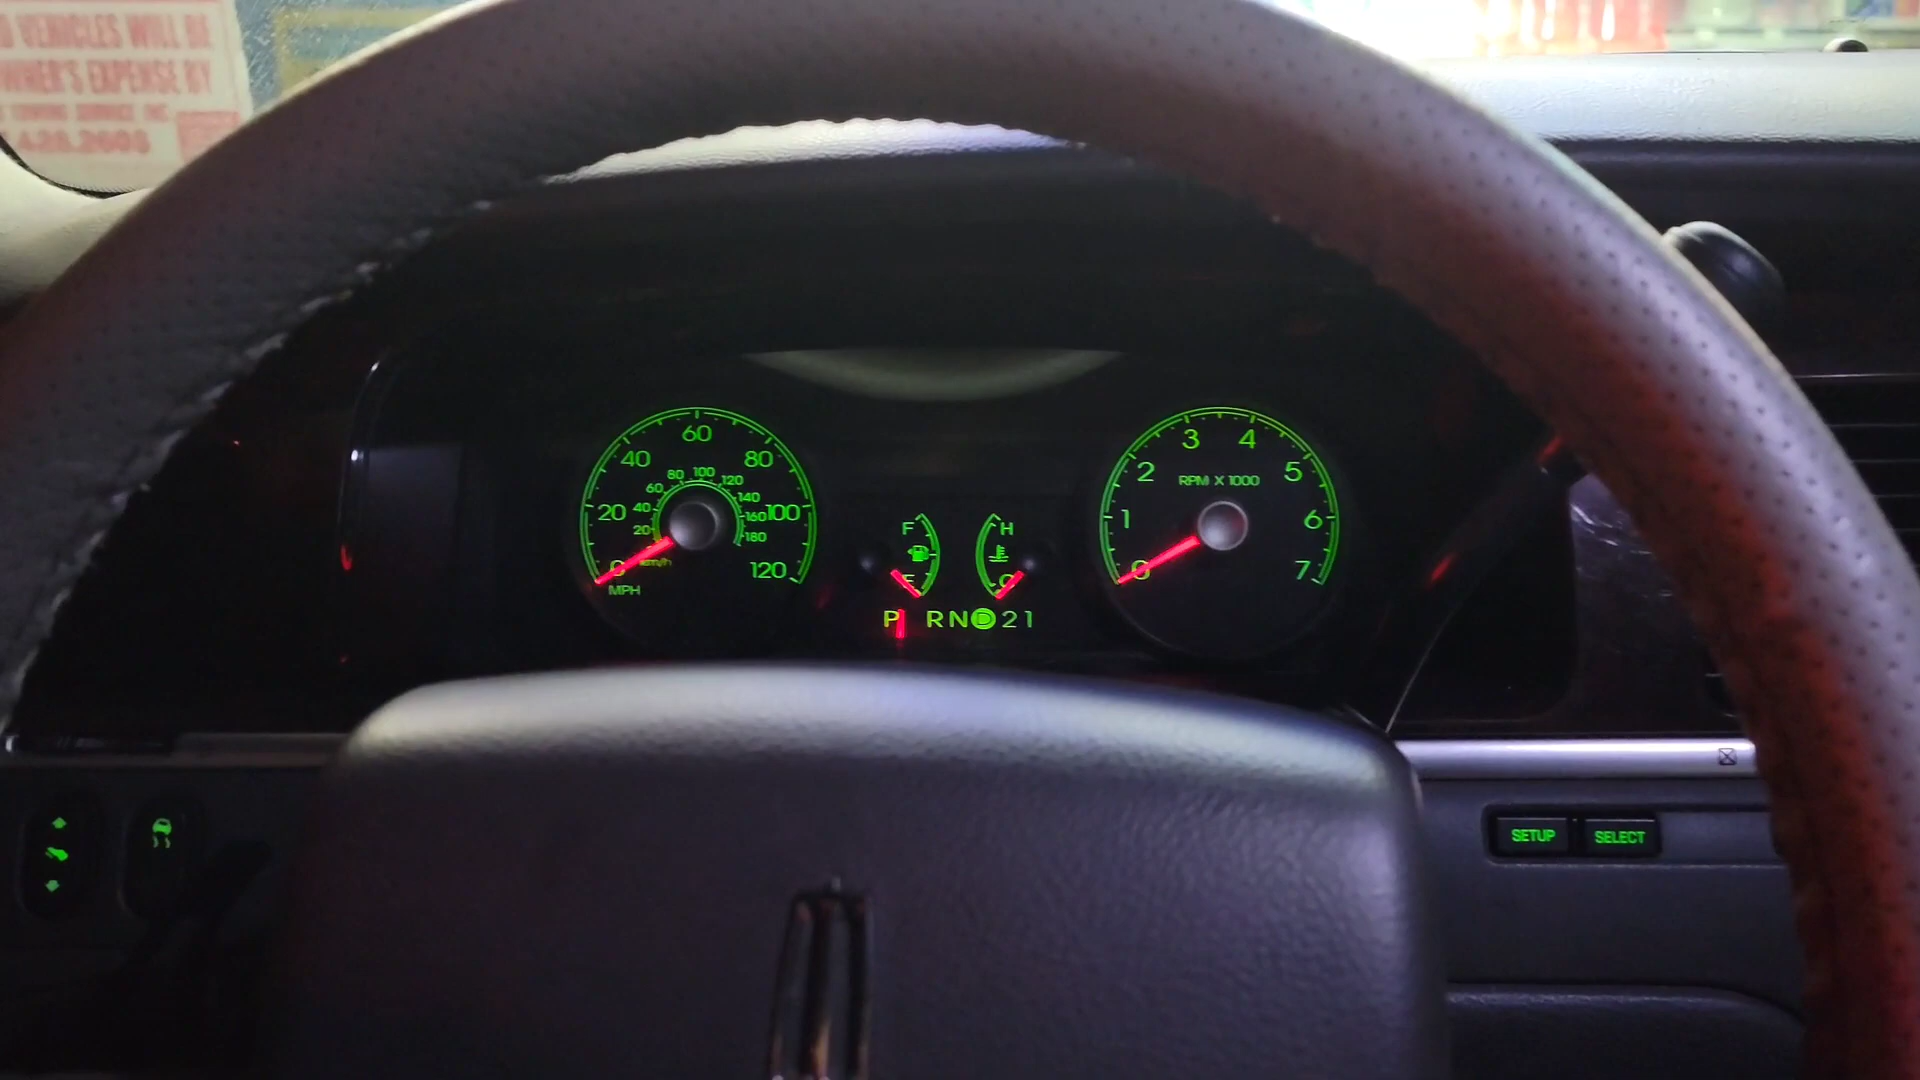 VEHICLES WILL BE
OWNER'S EXPENSE BY
428.2603
20 40 60 80 100 120
20 40 60 80 100 120 140 160 180
km/h
0
MPH
F
E
H
C
P R N D 2 1
0 1 2 3 4 5 6 7
RPM X 1000
SETUP SELECT